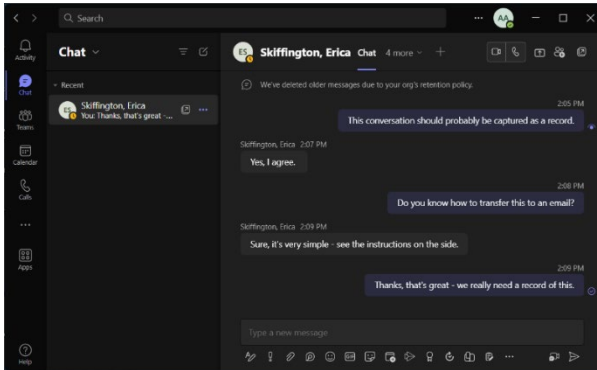 Search
AA
Activity
Chat
Teams
Calendar
Calls
Apps
Help
Chat
Recent
ES
Skiffington, Erica
You: Thanks, that's great -...
ES
Skiffington, Erica Chat 4 more
We've deleted older messages due to your org's retention policy.
2:05 PM
This conversation should probably be captured as a record.
Skiffington, Erica 2:07 PM
Yes, I agree.
2:08 PM
Do you know how to transfer this to an email?
Skiffington, Erica 2:09 PM
Sure, it's very simple - see the instructions on the side.
2:09 PM
Thanks, that's great - we really need a record of this.
Type a new message
GIF